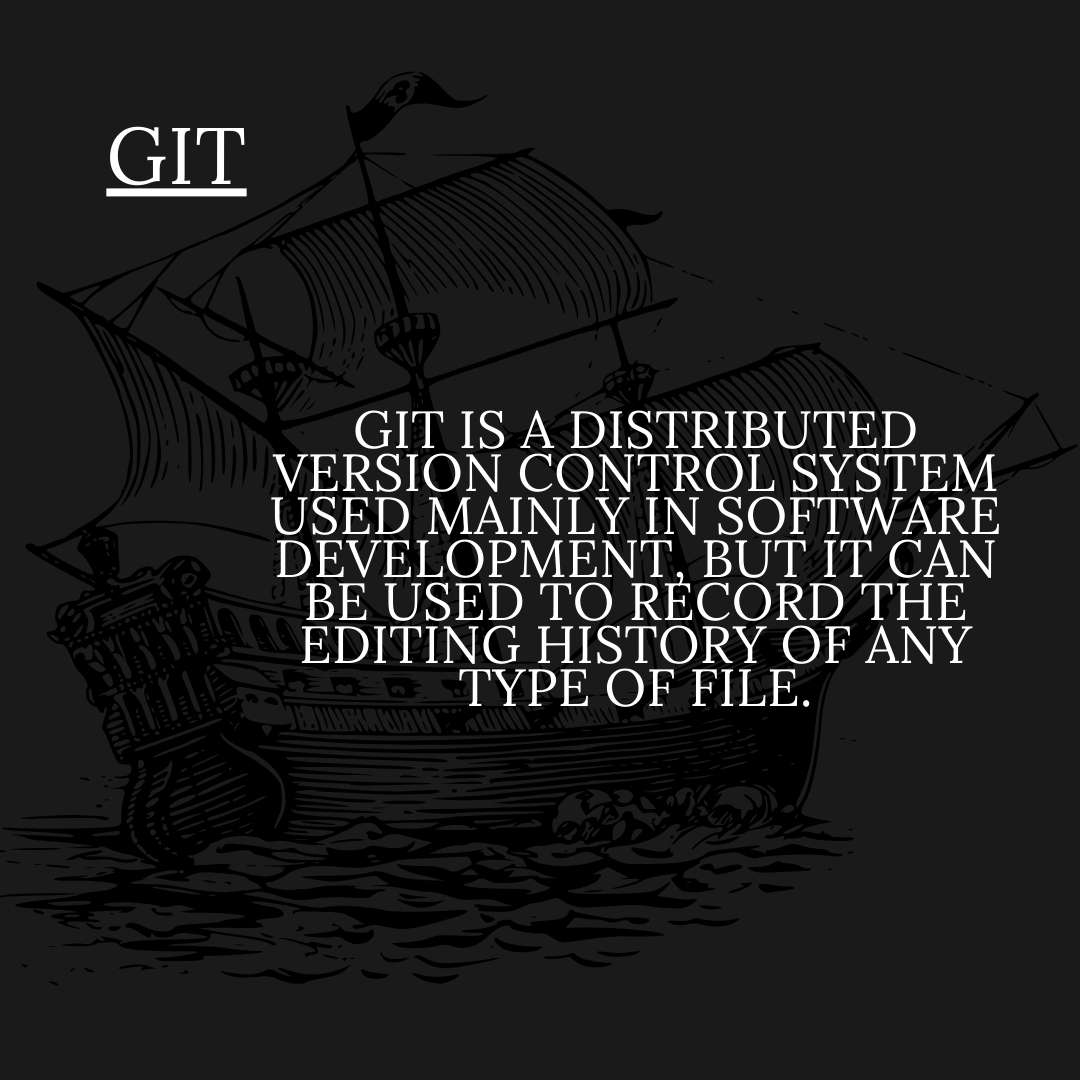 GIT
GIT IS A DISTRIBUTED
VERSION CONTROL SYSTEM
USED MAINLY IN SOFTWARE
DEVELOPMENT, BUT IT CAN
BE USED TO RECORD THE
EDITING HISTORY OF ANY
TYPE OF FILE.